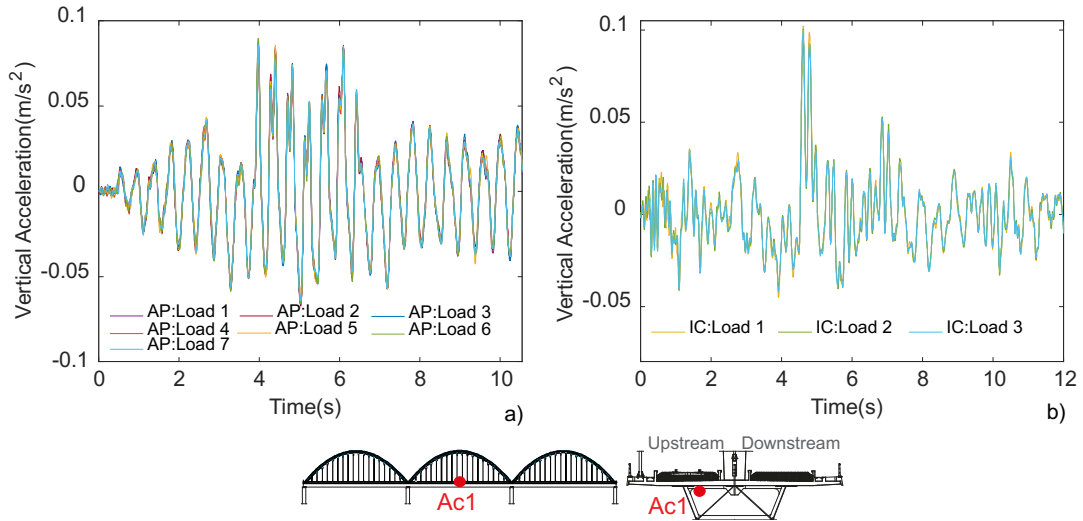 0.1
0.05
0
-0.05
-0.1
Vertical Acceleration(m/s²)
AP:Load 1 AP:Load 2 AP:Load 3
AP:Load 4 AP:Load 5 AP:Load 6
AP:Load 7
0 2 4 6 8 10
Time(s)
a)
0.1
0.05
0
-0.05
Vertical Acceleration(m/s²)
IC:Load 1 IC:Load 2 IC:Load 3
0 2 4 6 8 10 12
Time(s)
b)
Ac1
Upstream Downstream
Ac1